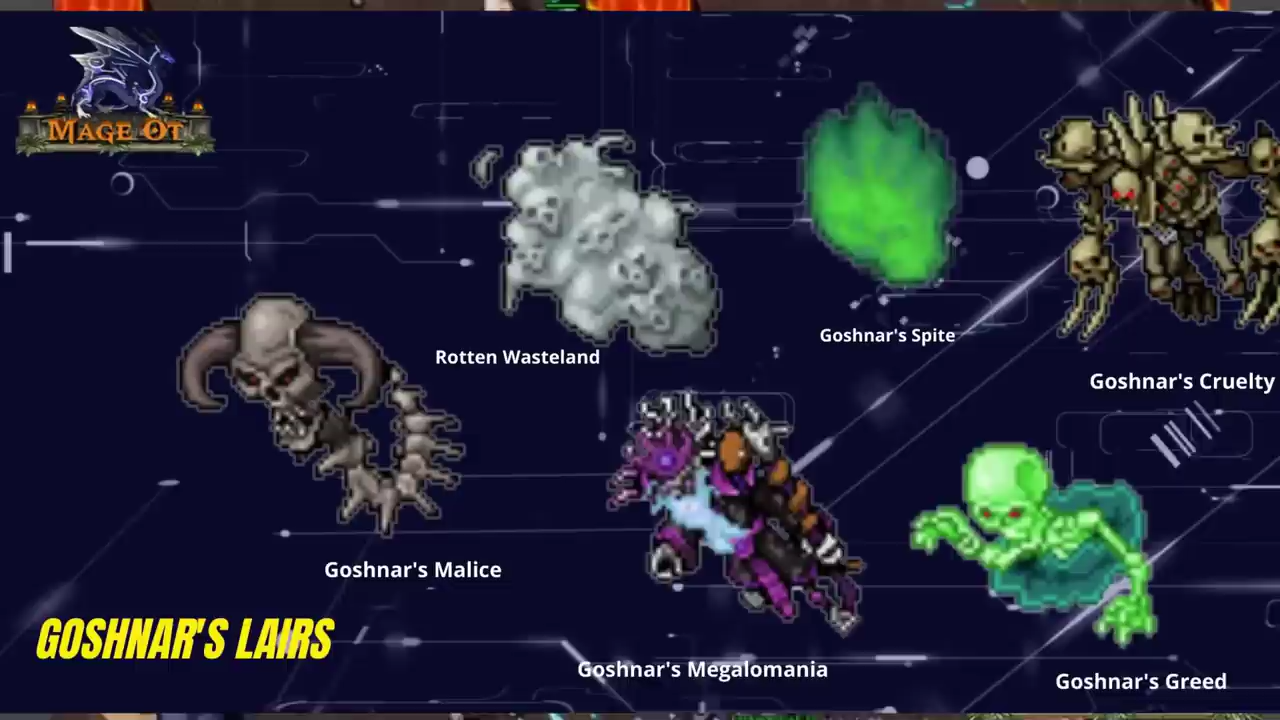 MAGE OT
Goshnar's Spite
Rotten Wasteland
Goshnar's Cruelty
Goshnar's Malice
GOSHNAR'S LAIRS
Goshnar's Megalomania
Goshnar's Greed